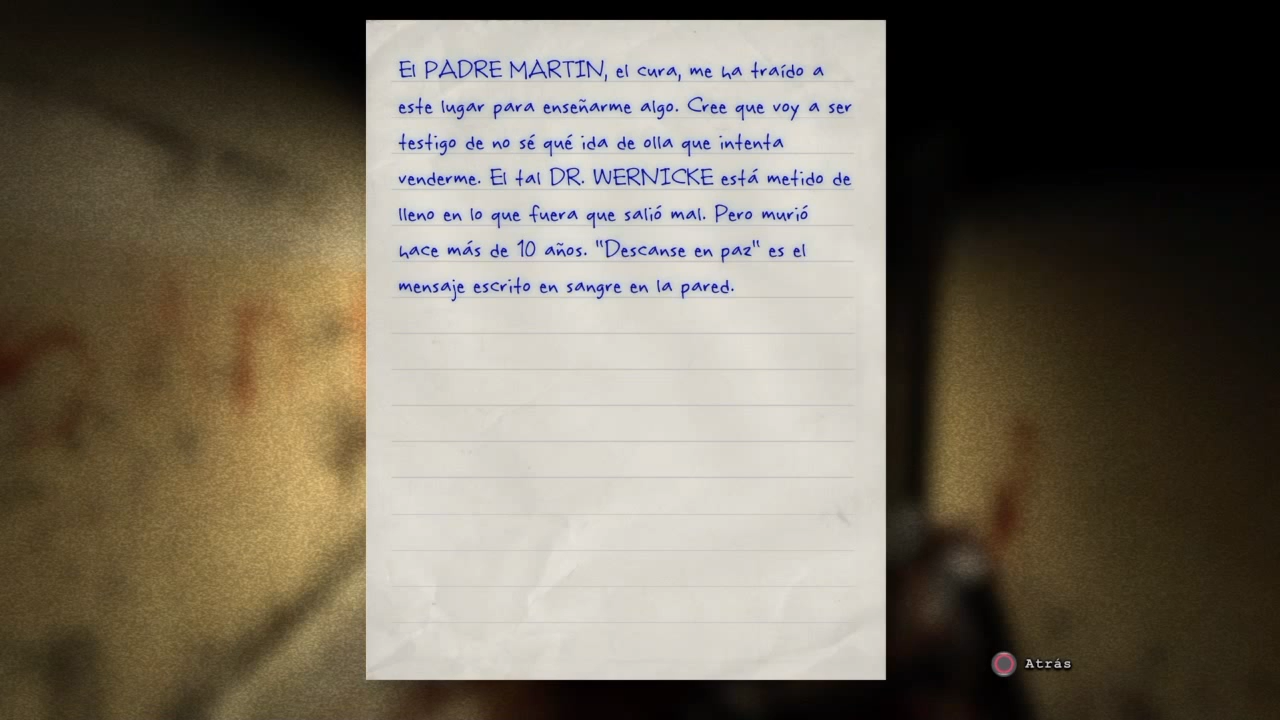 El PADRE MARTIN, el cura, me ha traído a
este lugar para enseñarme algo. Cree que voy a ser
testigo de no sé qué ida de olla que intenta
venderme. El tal DR. WERNICKE está metido de
lleno en lo que fuera que salió mal. Pero murió
hace más de 10 años. "Descanse en paz" es el
mensaje escrito en sangre en la pared.
Atrás